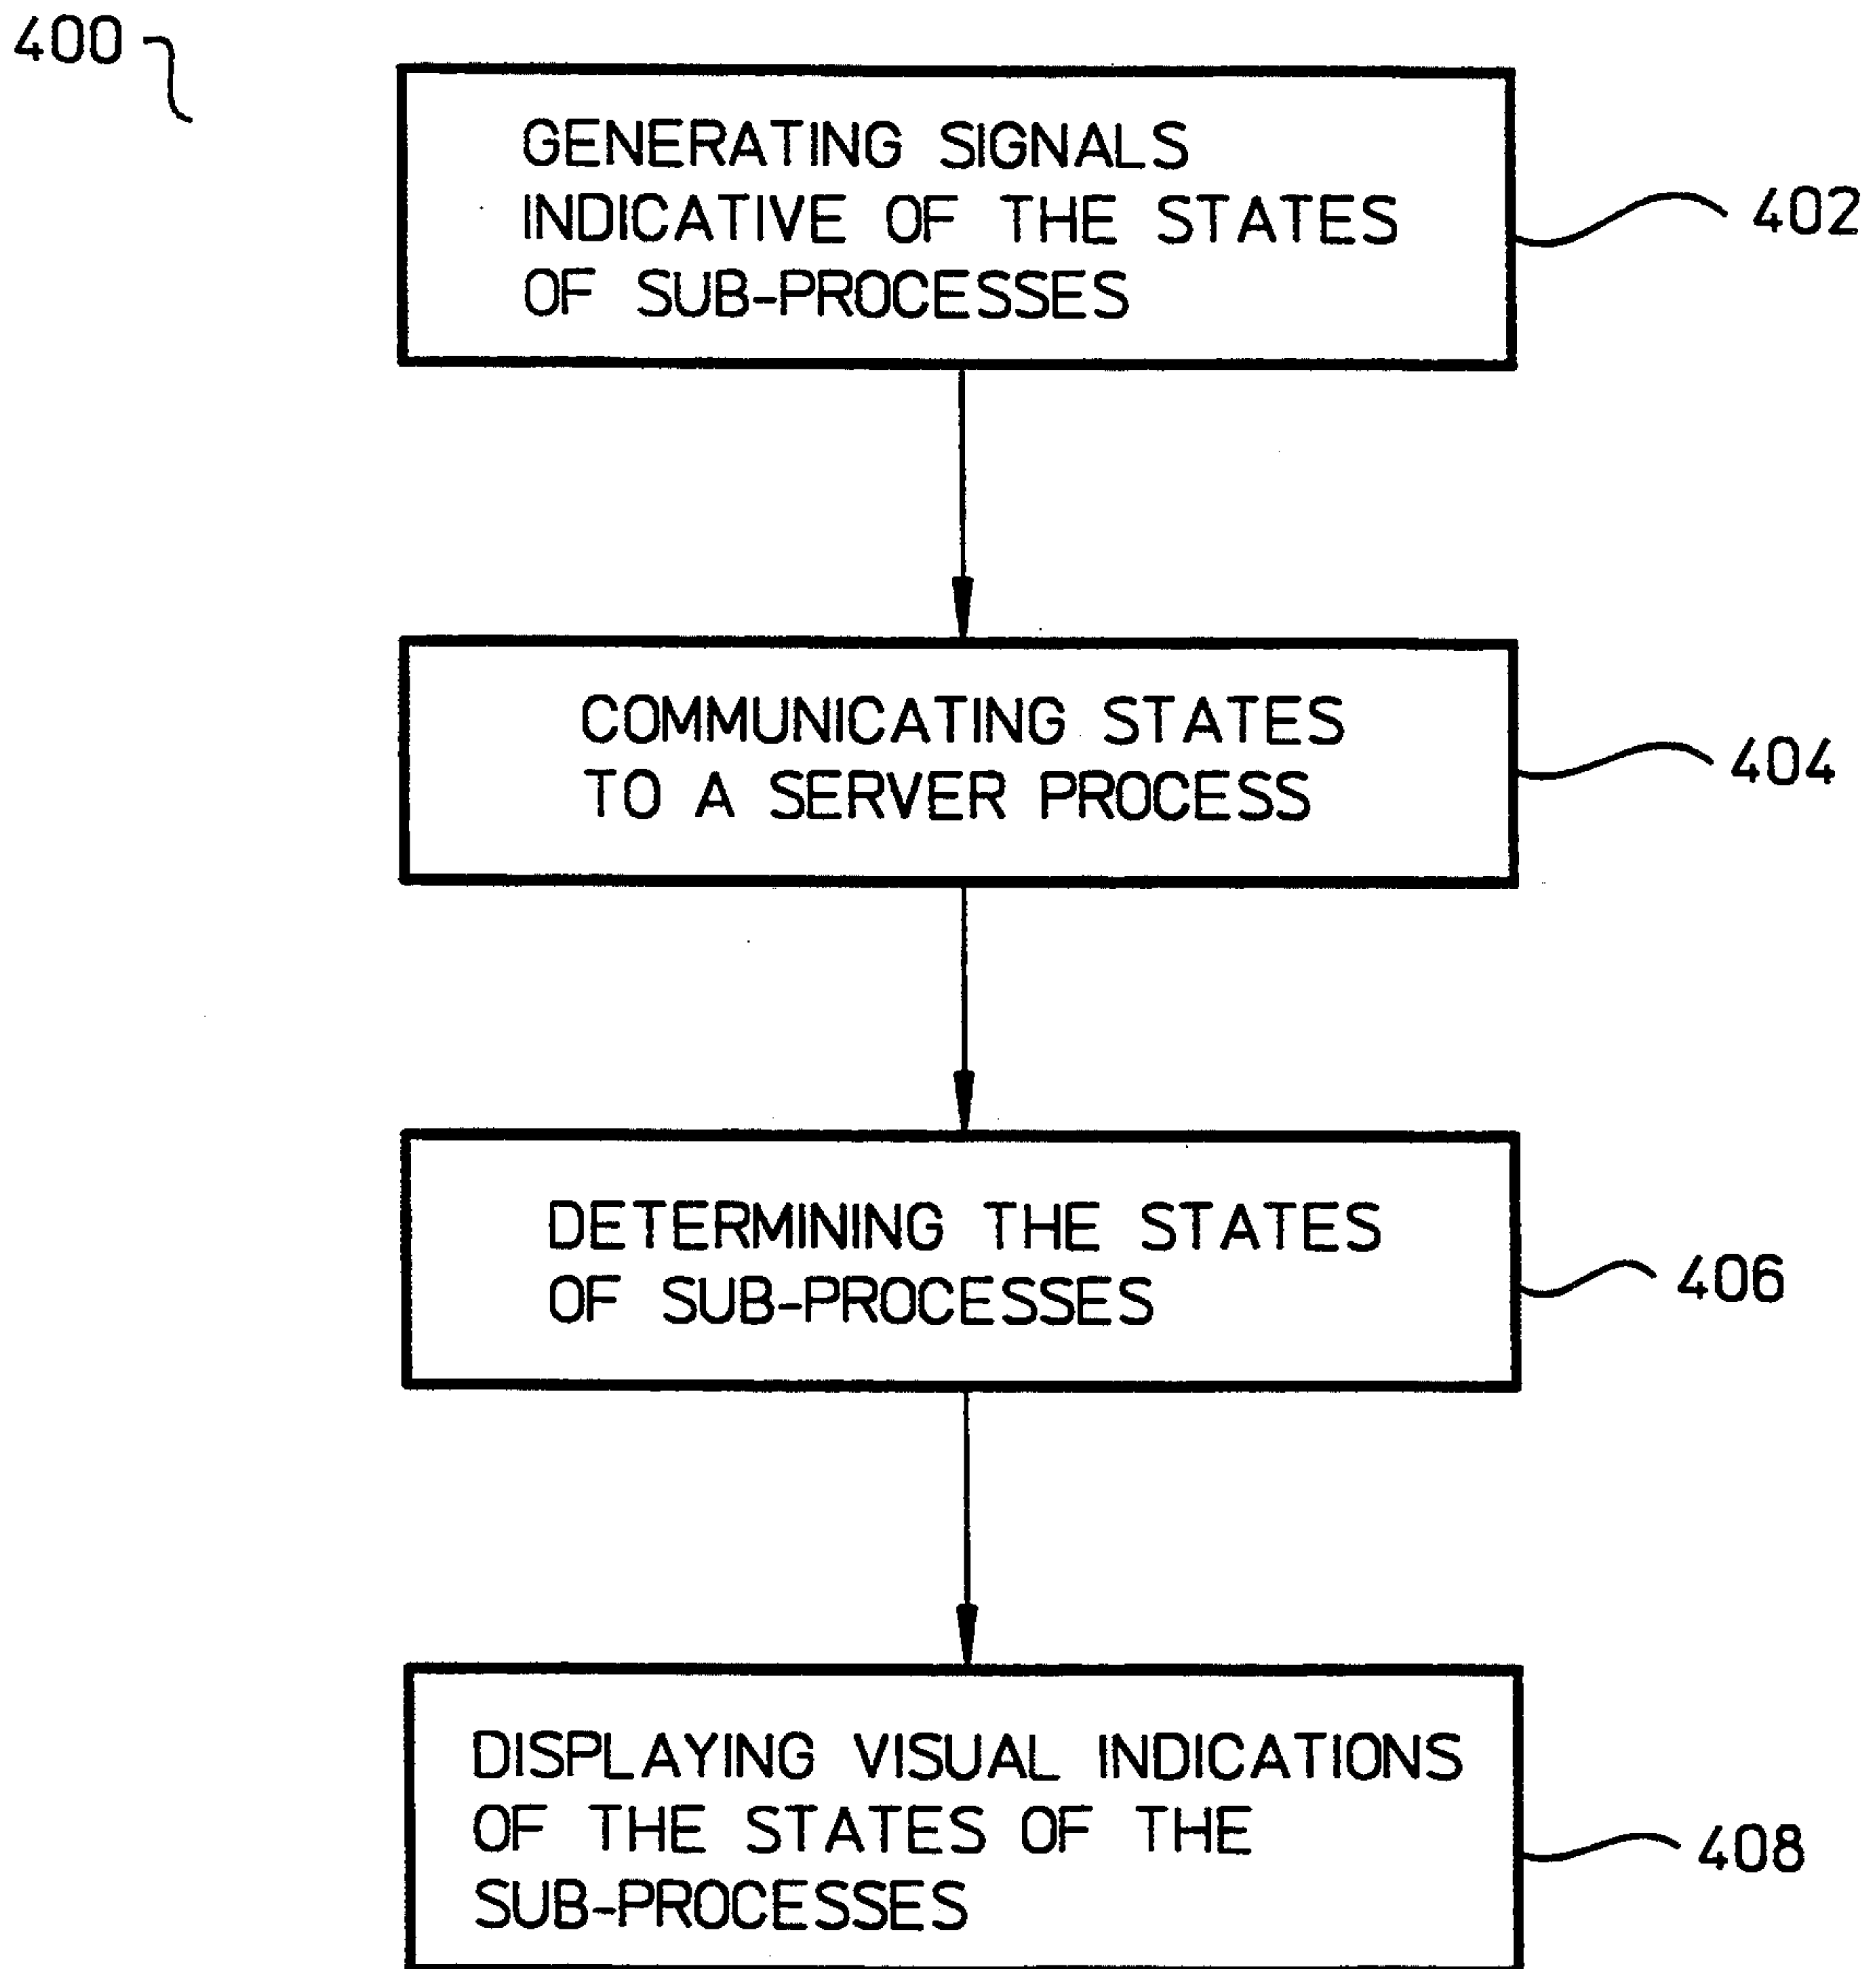 400
GENERATING SIGNALS
INDICATIVE OF THE STATES
OF SUB-PROCESSES
402
COMMUNICATING STATES
TO A SERVER PROCESS
404
DETERMINING THE STATES
OF SUB-PROCESSES
406
DISPLAYING VISUAL INDICATIONS
OF THE STATES OF THE
SUB-PROCESSES
408